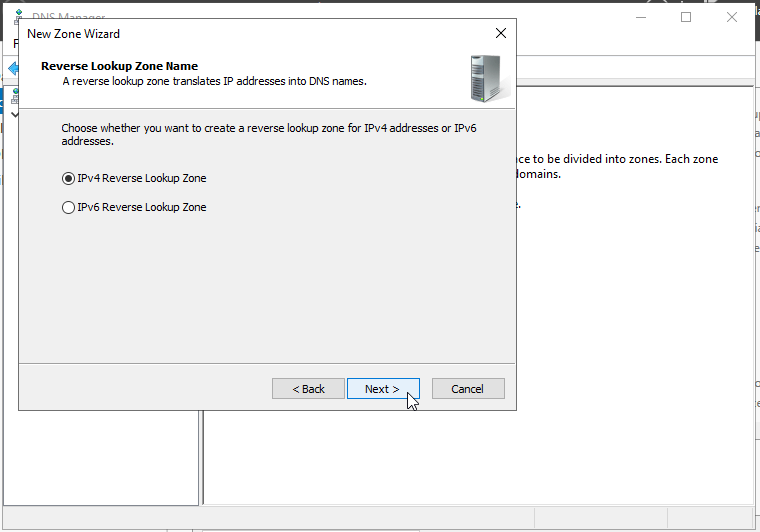 DNS Manager
New Zone Wizard
Reverse Lookup Zone Name
A reverse lookup zone translates IP addresses into DNS names.
Choose whether you want to create a reverse lookup zone for IPv4 addresses or IPv6
addresses.
ce to be divided into zones. Each zone
domains.
e.
IPv4 Reverse Lookup Zone
IPv6 Reverse Lookup Zone
< Back
Next >
Cancel